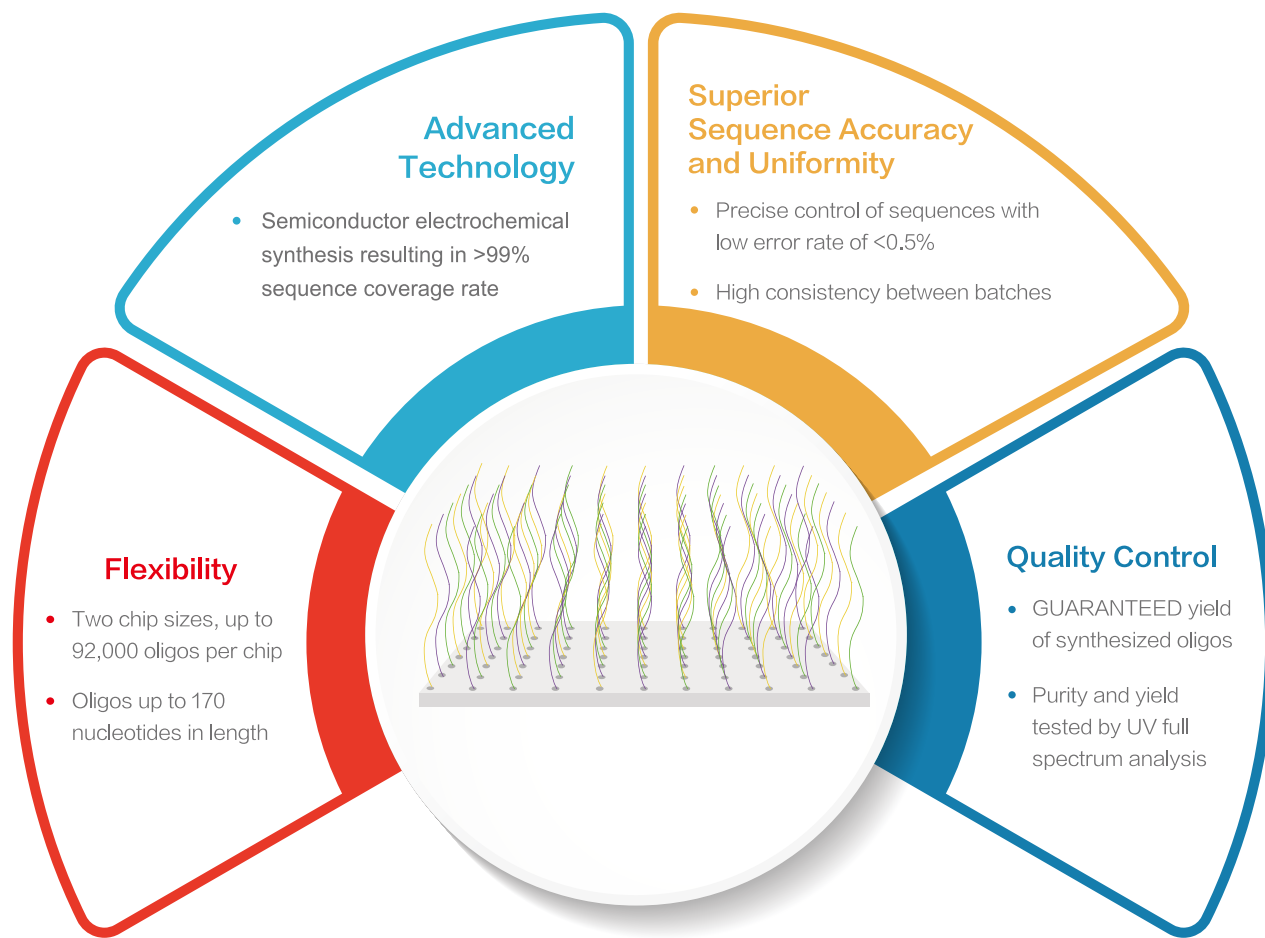 Advanced
Technology
• Semiconductor electrochemical
synthesis resulting in >99%
sequence coverage rate
Superior
Sequence Accuracy
and Uniformity
• Precise control of sequences with
low error rate of <0.5%
• High consistency between batches
Flexibility
• Two chip sizes, up to
92,000 oligos per chip
• Oligos up to 170
nucleotides in length
Quality Control
• GUARANTEED yield
of synthesized oligos
• Purity and yield
tested by UV full
spectrum analysis